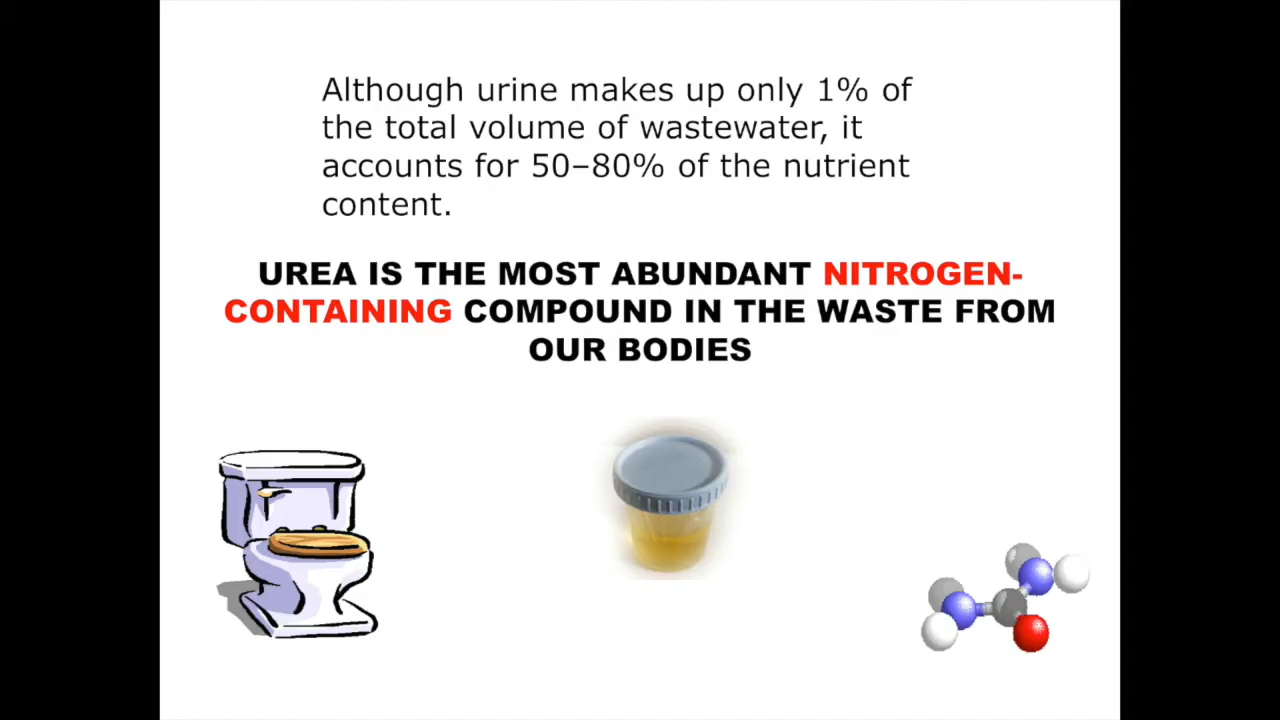 Although urine makes up only 1% of
the total volume of wastewater, it
accounts for 50–80% of the nutrient
content.
UREA IS THE MOST ABUNDANT NITROGEN-
CONTAINING COMPOUND IN THE WASTE FROM
OUR BODIES